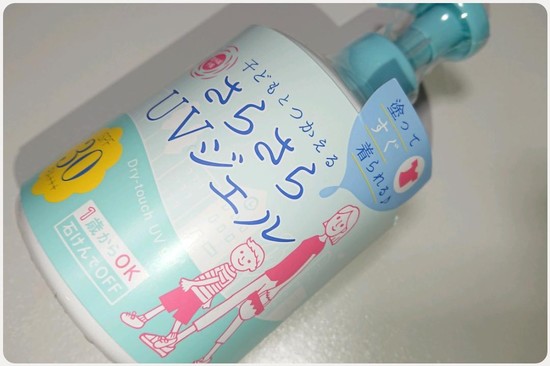 子どもとつかえる
さらさら
UVジェル
塗って
すぐ
着られる♪
30
Dry-touch UV
1歳からOK
石けんでOFF